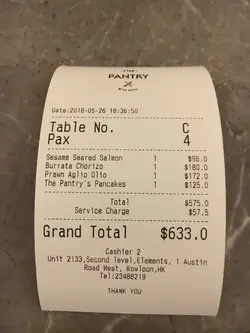 THE
PANTRY
Date:2018-05-26 16:36:50
Table No. C
Pax 4
Sesame Seared Salmon 1 $98.0
Burrata Chorizo 1 $180.0
Prawn Aglio Olio 1 $172.0
The Pantry's Pancakes 1 $125.0
Total $575.0
Service Charge $57.5
Grand Total $633.0
Cashier 2
Unit 2133,Second level,Elements, 1 Austin
Road West, Kowloon,HK
Tel:23488219
THANK YOU